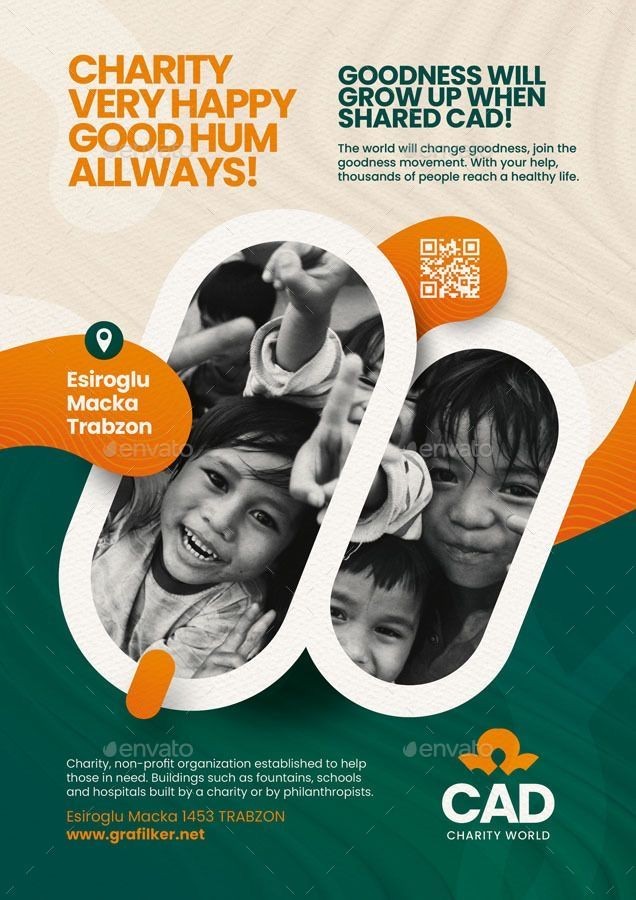 CHARITY
VERY HAPPY
GOOD HUM
ALLWAYS!
GOODNESS WILL
GROW UP WHEN
SHARED CAD!
The world will change goodness, join the
goodness movement. With your help,
thousands of people reach a healthy life.
Esiroglu
Macka
Trabzon
envato
envato
envato
envato
envato
Charity, non-profit organization established to help
those in need. Buildings such as fountains, schools
and hospitals built by a charity or by philanthropists.
Esiroglu Macka 1453 TRABZON
www.grafilker.net
CAD
CHARITY WORLD